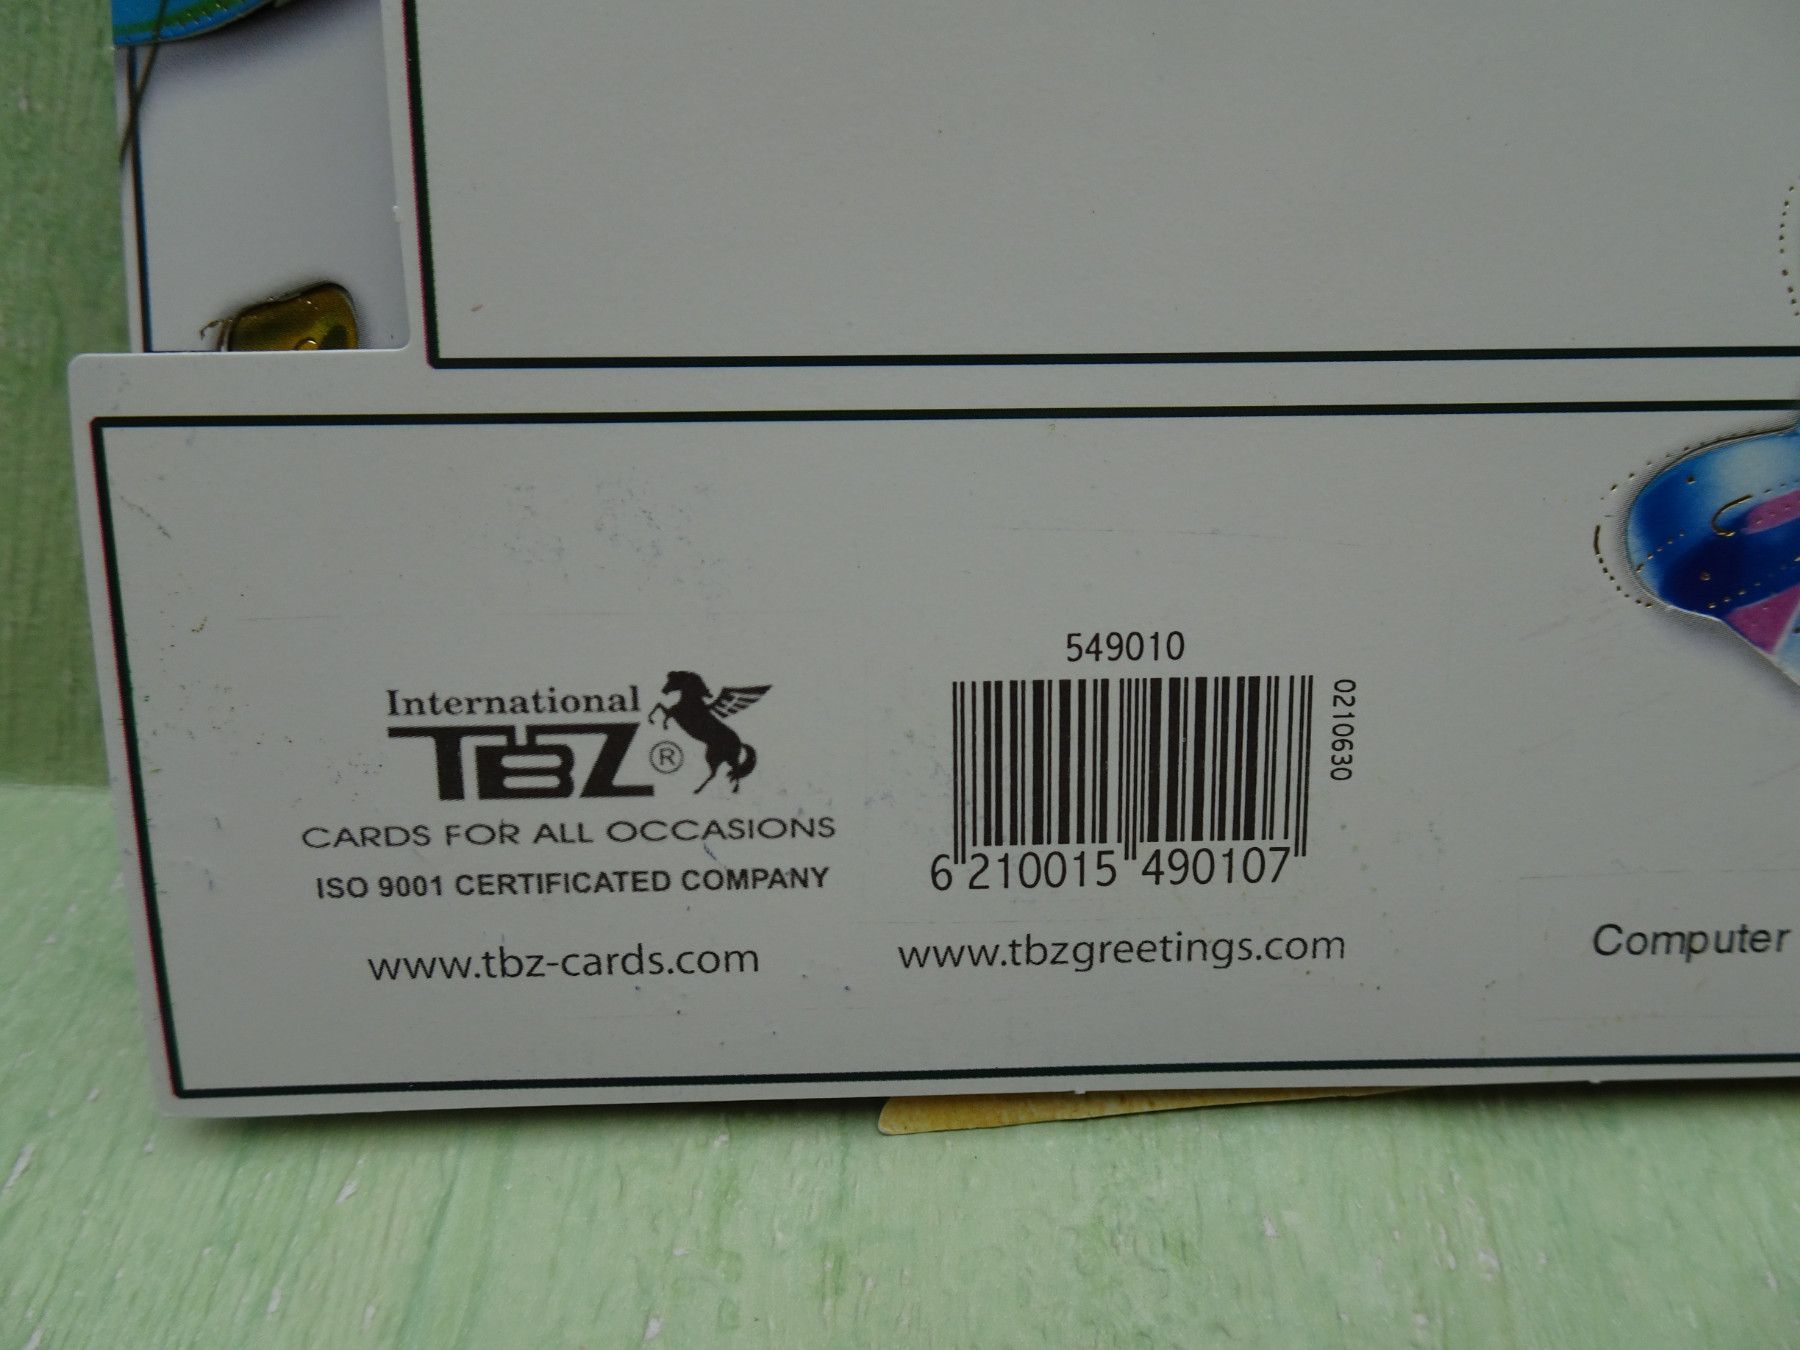 International
TBZ®
CARDS FOR ALL OCCASIONS
ISO 9001 CERTIFICATED COMPANY
www.tbz-cards.com
549010
0210630
6 210015 490107
www.tbzgreetings.com
Computer